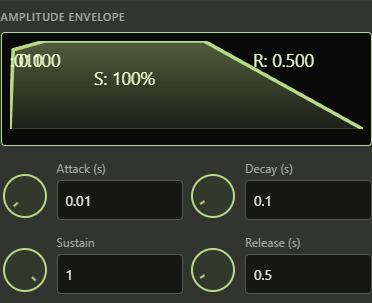 AMPLITUDE ENVELOPE
R: 0.500
S: 100%
Attack (s)
Decay (s)
0.01
0.1
Sustain
Release (s)
1
0.5